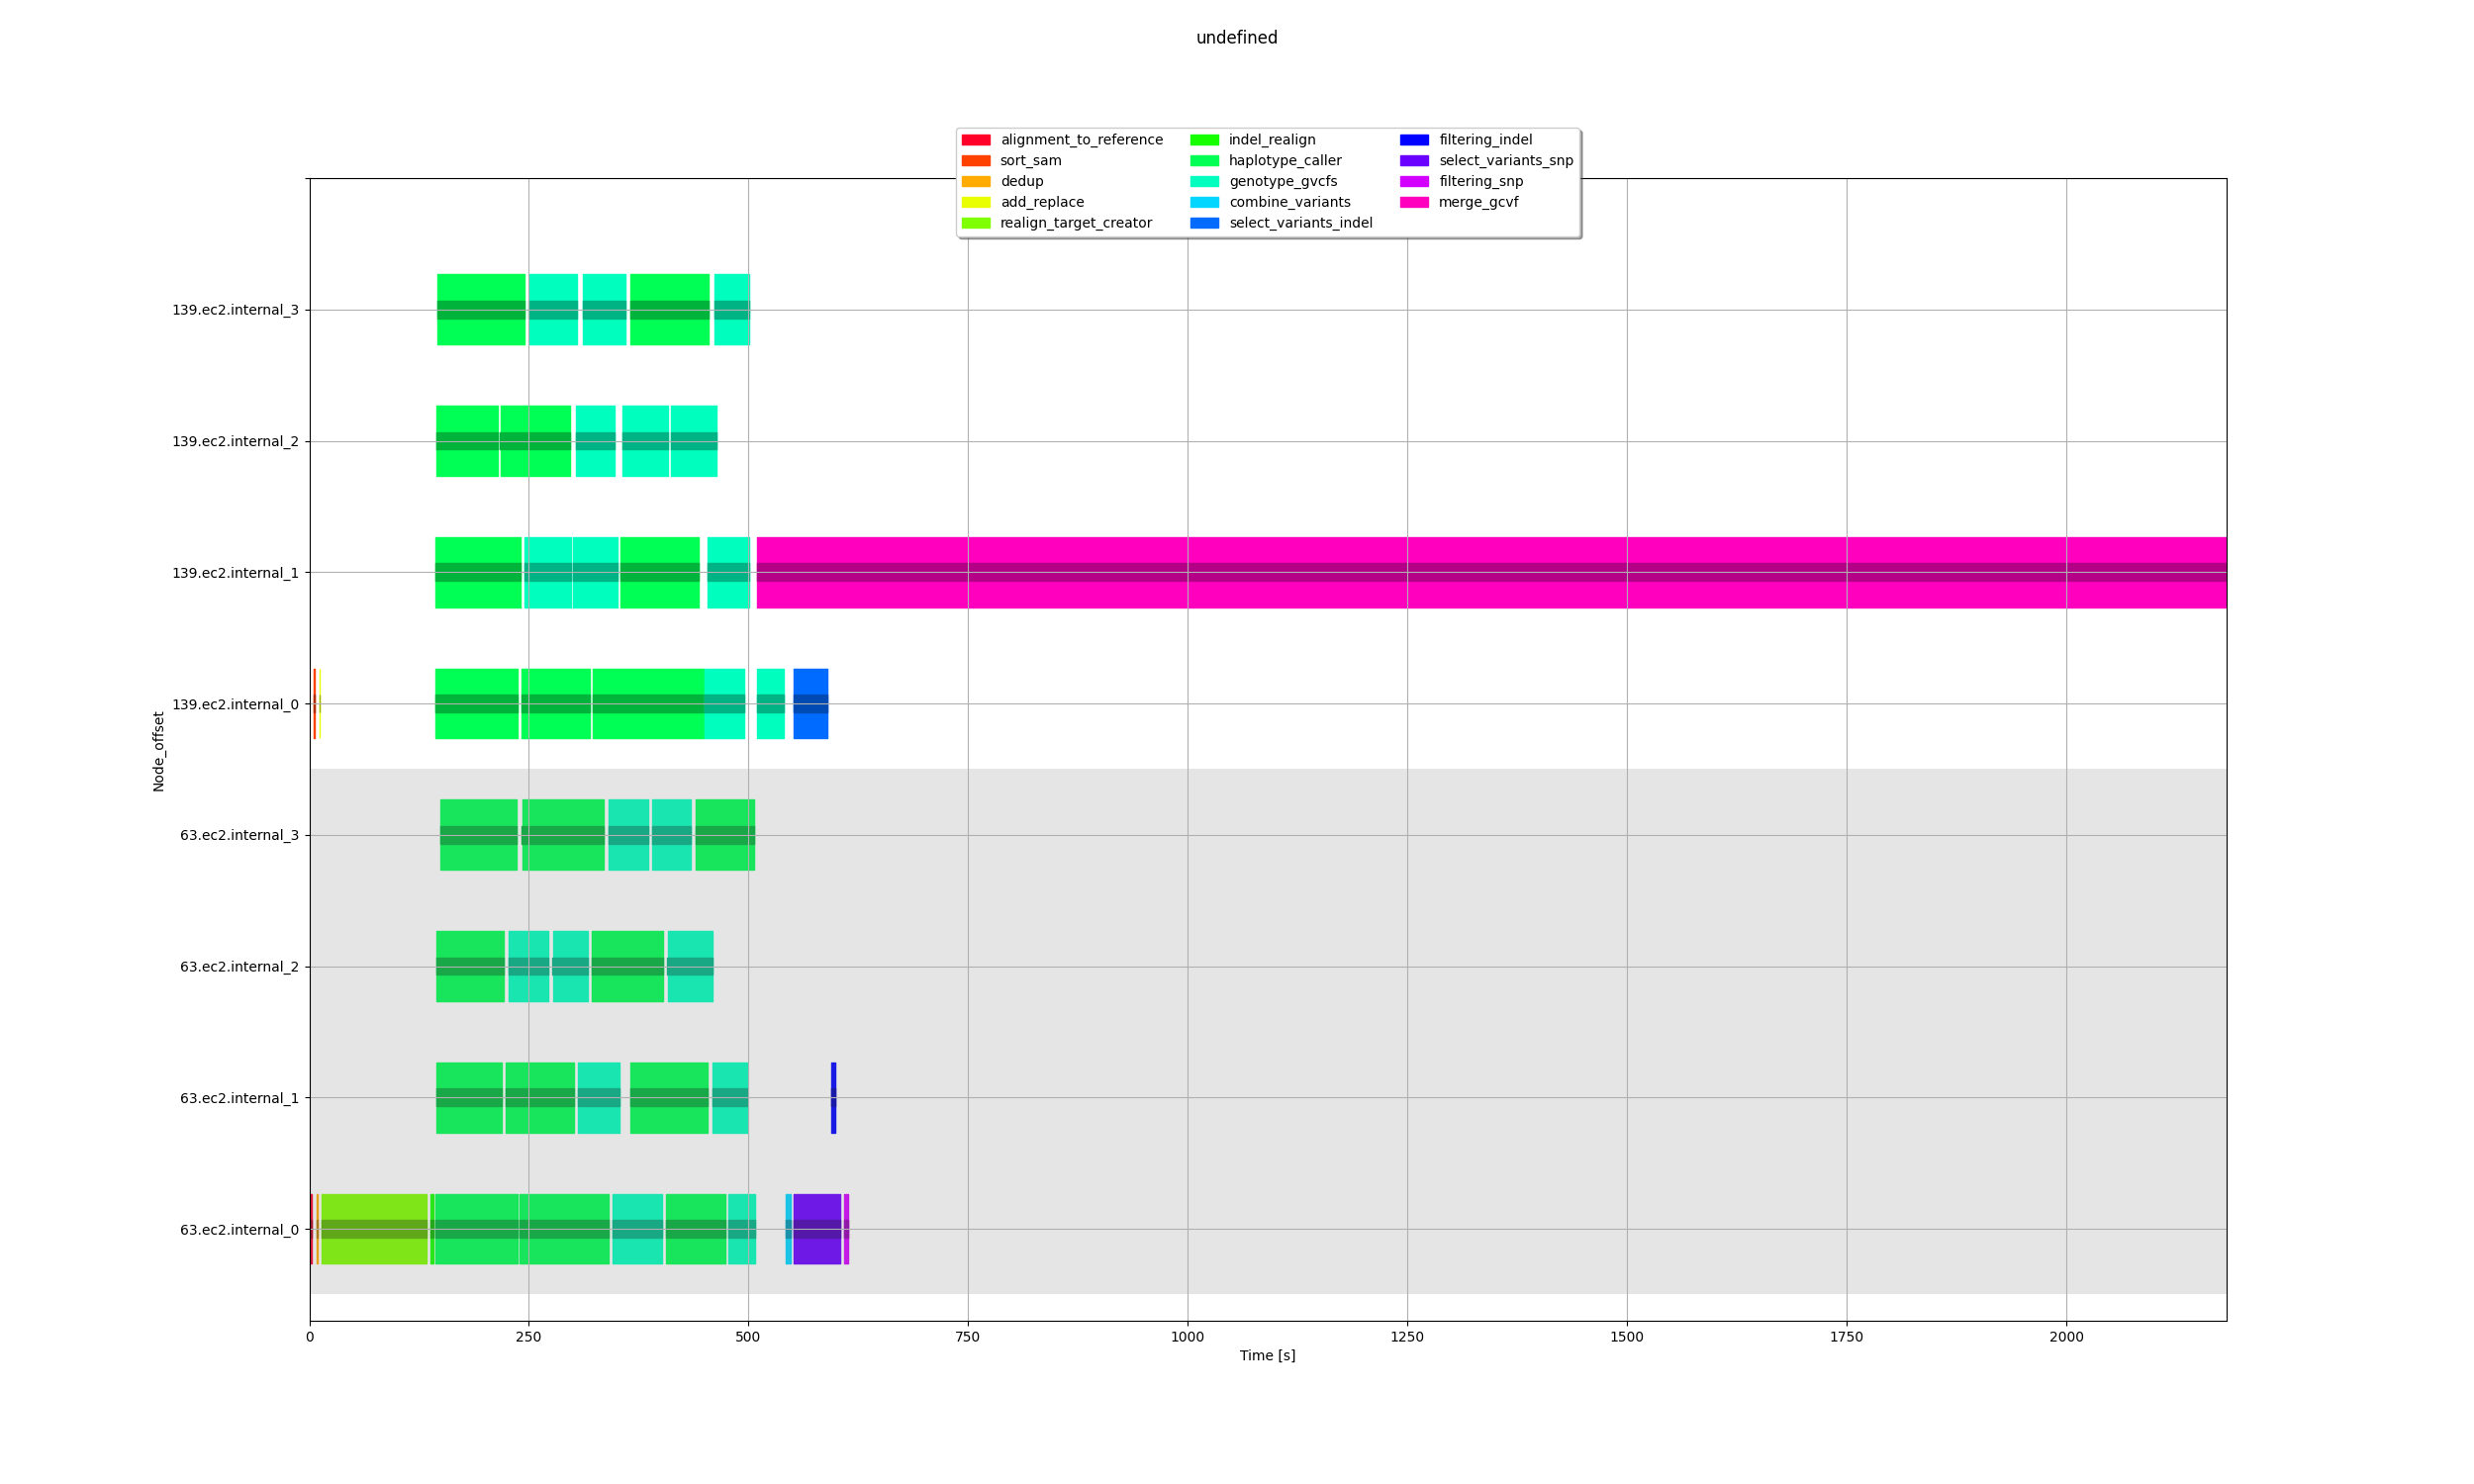 undefined
alignment_to_reference
sort_sam
dedup
add_replace
realign_target_creator
indel_realign
haplotype_caller
genotype_gvcfs
combine_variants
select_variants_indel
filtering_indel
select_variants_snp
filtering_snp
merge_gcvf
139.ec2.internal_3
139.ec2.internal_2
139.ec2.internal_1
139.ec2.internal_0
63.ec2.internal_3
63.ec2.internal_2
63.ec2.internal_1
63.ec2.internal_0
Node_offset
0 250 500 750 1000 1250 1500 1750 2000
Time [s]